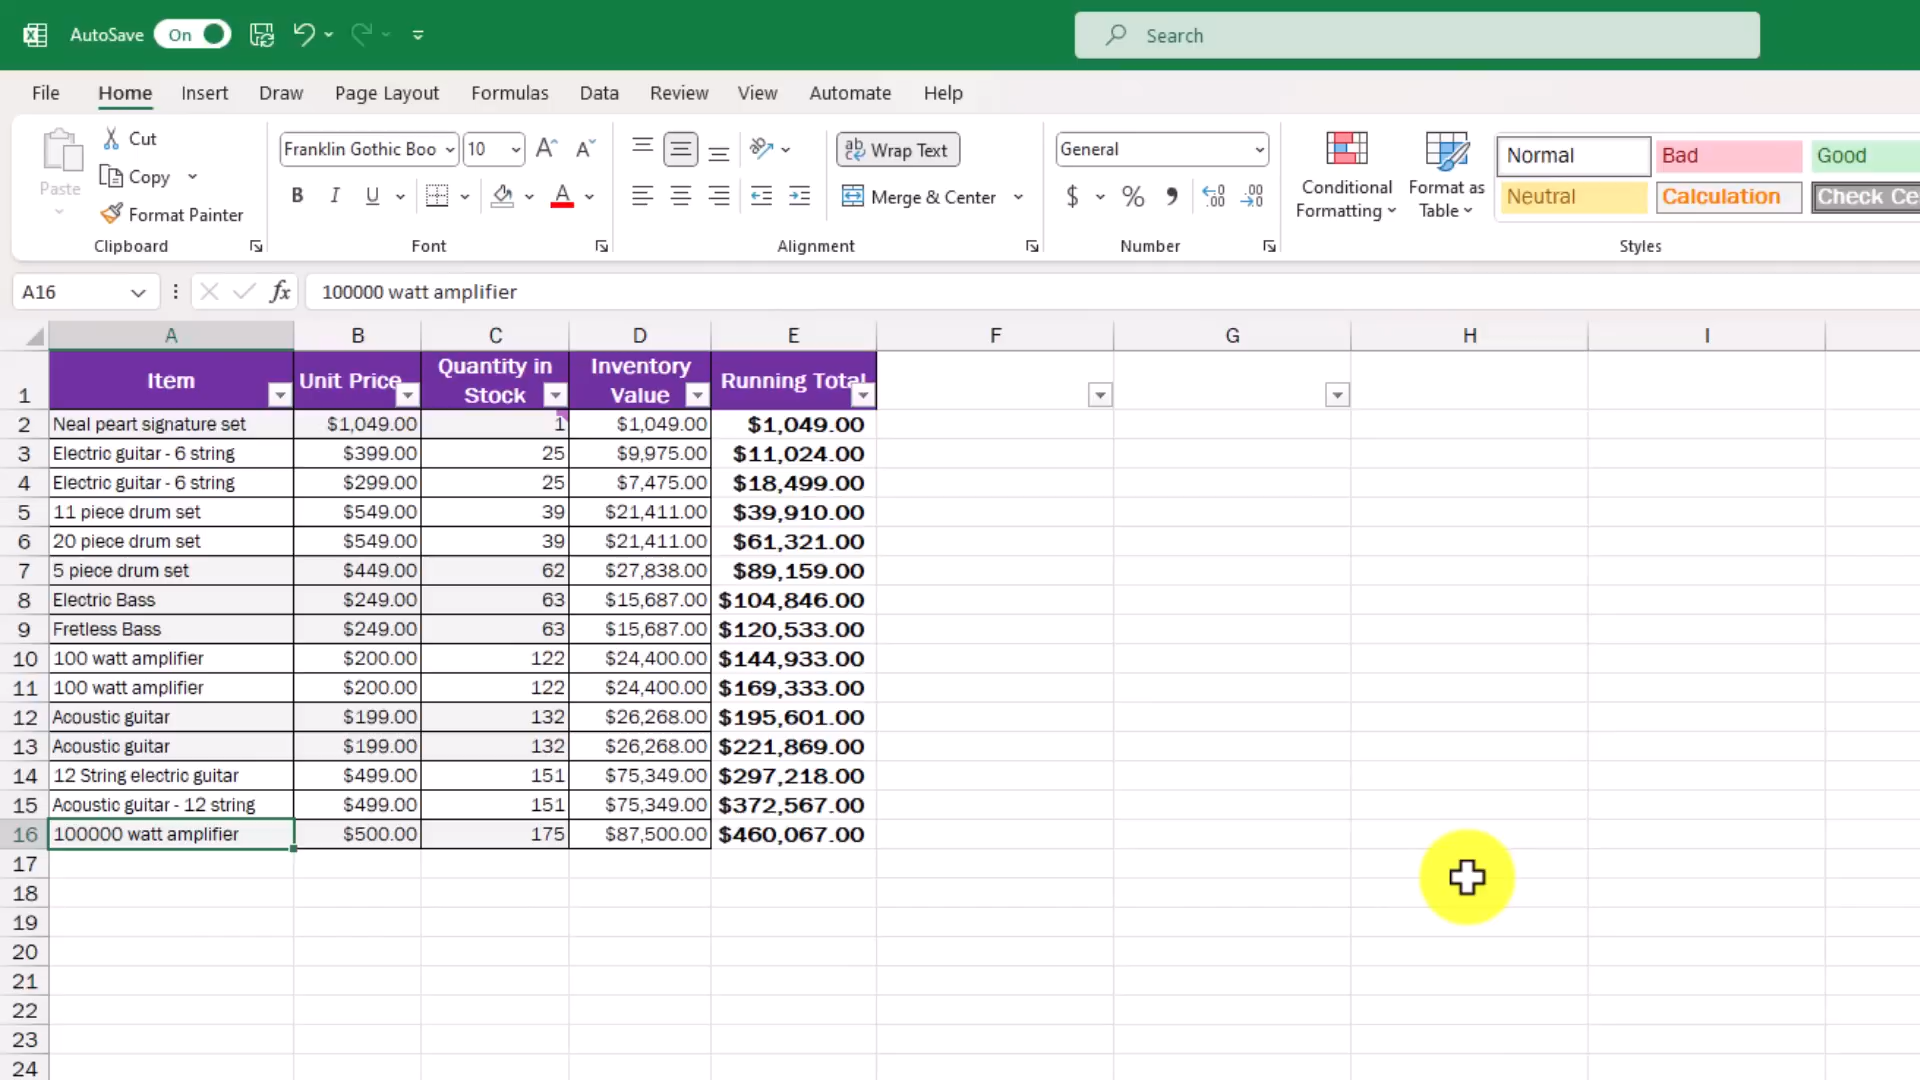 AutoSave On Search
File Home Insert Draw Page Layout Formulas Data Review View Automate Help
Paste
Cut
Copy
Format Painter
Clipboard
Franklin Gothic Boo 10
B I U
Font
Wrap Text
Merge & Center
Alignment
General
$ % 9
Number
Conditional Formatting
Format as Table
Normal Bad Good
Neutral Calculation Check Ce
Styles
A16 fx 100000 watt amplifier
A B C D E F G H I
1 Item Unit Price Quantity in Stock Inventory Value Running Total
2 Neal peart signature set $1,049.00 1 $1,049.00 $1,049.00
3 Electric guitar - 6 string $399.00 25 $9,975.00 $11,024.00
4 Electric guitar - 6 string $299.00 25 $7,475.00 $18,499.00
5 11 piece drum set $549.00 39 $21,411.00 $39,910.00
6 20 piece drum set $549.00 39 $21,411.00 $61,321.00
7 5 piece drum set $449.00 62 $27,838.00 $89,159.00
8 Electric Bass $249.00 63 $15,687.00 $104,846.00
9 Fretless Bass $249.00 63 $15,687.00 $120,533.00
10 100 watt amplifier $200.00 122 $24,400.00 $144,933.00
11 100 watt amplifier $200.00 122 $24,400.00 $169,333.00
12 Acoustic guitar $199.00 132 $26,268.00 $195,601.00
13 Acoustic guitar $199.00 132 $26,268.00 $221,869.00
14 12 String electric guitar $499.00 151 $75,349.00 $297,218.00
15 Acoustic guitar - 12 string $499.00 151 $75,349.00 $372,567.00
16 100000 watt amplifier $500.00 175 $87,500.00 $460,067.00
17
18
19
20
21
22
23
24